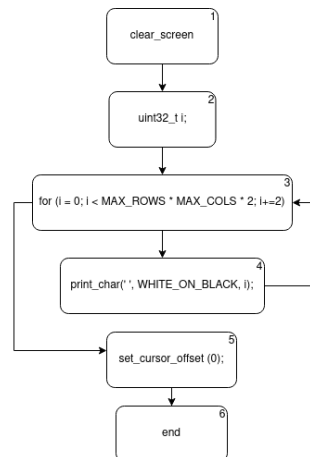 1
clear_screen
2
uint32_t i;
3
for (i = 0; i < MAX_ROWS * MAX_COLS * 2; i+=2)
4
print_char(' ', WHITE_ON_BLACK, i);
5
set_cursor_offset (0);
6
end